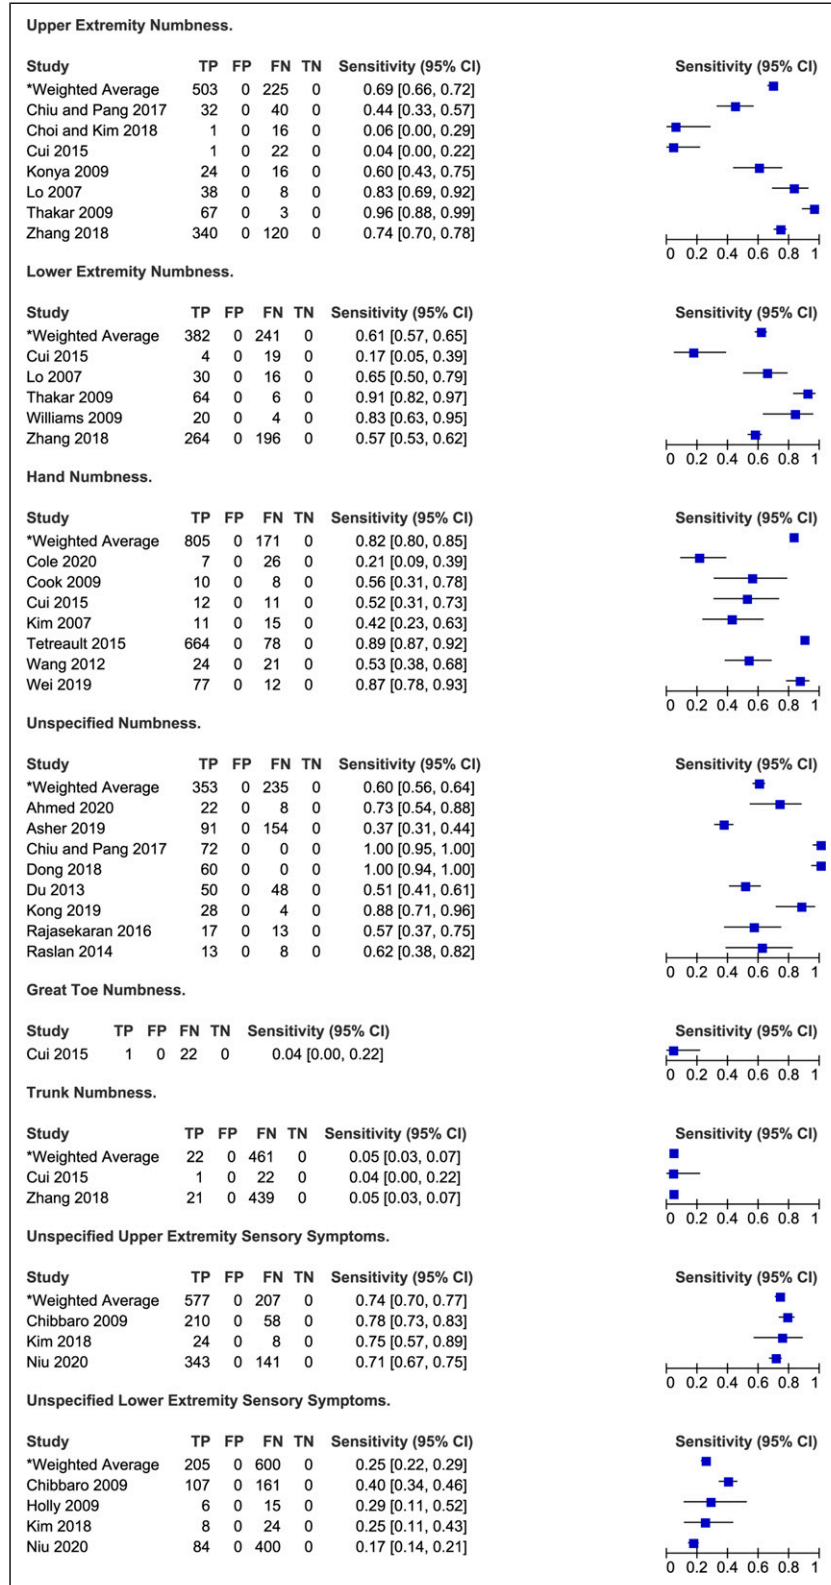 Upper Extremity Numbness.
Study TP FP FN TN Sensitivity (95% CI) Sensitivity (95% CI)
*Weighted Average 503 0 225 0 0.69 [0.66, 0.72]
Chiu and Pang 2017 32 0 40 0 0.44 [0.33, 0.57]
Choi and Kim 2018 1 0 16 0 0.06 [0.00, 0.29]
Cui 2015 1 0 22 0 0.04 [0.00, 0.22]
Konya 2009 24 0 16 0 0.60 [0.43, 0.75]
Lo 2007 38 0 8 0 0.83 [0.69, 0.92]
Thakar 2009 67 0 3 0 0.96 [0.88, 0.99]
Zhang 2018 340 0 120 0 0.74 [0.70, 0.78]
0 0.2 0.4 0.6 0.8 1
Lower Extremity Numbness.
Study TP FP FN TN Sensitivity (95% CI) Sensitivity (95% CI)
*Weighted Average 382 0 241 0 0.61 [0.57, 0.65]
Cui 2015 4 0 19 0 0.17 [0.05, 0.39]
Lo 2007 30 0 16 0 0.65 [0.50, 0.79]
Thakar 2009 64 0 6 0 0.91 [0.82, 0.97]
Williams 2009 20 0 4 0 0.83 [0.63, 0.95]
Zhang 2018 264 0 196 0 0.57 [0.53, 0.62]
0 0.2 0.4 0.6 0.8 1
Hand Numbness.
Study TP FP FN TN Sensitivity (95% CI) Sensitivity (95% CI)
*Weighted Average 805 0 171 0 0.82 [0.80, 0.85]
Cole 2020 7 0 26 0 0.21 [0.09, 0.39]
Cook 2009 10 0 8 0 0.56 [0.31, 0.78]
Cui 2015 12 0 11 0 0.52 [0.31, 0.73]
Kim 2007 11 0 15 0 0.42 [0.23, 0.63]
Tetreault 2015 664 0 78 0 0.89 [0.87, 0.92]
Wang 2012 24 0 21 0 0.53 [0.38, 0.68]
Wei 2019 77 0 12 0 0.87 [0.78, 0.93]
0 0.2 0.4 0.6 0.8 1
Unspecified Numbness.
Study TP FP FN TN Sensitivity (95% CI) Sensitivity (95% CI)
*Weighted Average 353 0 235 0 0.60 [0.56, 0.64]
Ahmed 2020 22 0 8 0 0.73 [0.54, 0.88]
Asher 2019 91 0 154 0 0.37 [0.31, 0.44]
Chiu and Pang 2017 72 0 0 0 1.00 [0.95, 1.00]
Dong 2018 60 0 0 0 1.00 [0.94, 1.00]
Du 2013 50 0 48 0 0.51 [0.41, 0.61]
Kong 2019 28 0 4 0 0.88 [0.71, 0.96]
Rajasekaran 2016 17 0 13 0 0.57 [0.37, 0.75]
Raslan 2014 13 0 8 0 0.62 [0.38, 0.82]
0 0.2 0.4 0.6 0.8 1
Great Toe Numbness.
Study TP FP FN TN Sensitivity (95% CI) Sensitivity (95% CI)
Cui 2015 1 0 22 0 0.04 [0.00, 0.22]
0 0.2 0.4 0.6 0.8 1
Trunk Numbness.
Study TP FP FN TN Sensitivity (95% CI) Sensitivity (95% CI)
*Weighted Average 22 0 461 0 0.05 [0.03, 0.07]
Cui 2015 1 0 22 0 0.04 [0.00, 0.22]
Zhang 2018 21 0 439 0 0.05 [0.03, 0.07]
0 0.2 0.4 0.6 0.8 1
Unspecified Upper Extremity Sensory Symptoms.
Study TP FP FN TN Sensitivity (95% CI) Sensitivity (95% CI)
*Weighted Average 577 0 207 0 0.74 [0.70, 0.77]
Chibbaro 2009 210 0 58 0 0.78 [0.73, 0.83]
Kim 2018 24 0 8 0 0.75 [0.57, 0.89]
Niu 2020 343 0 141 0 0.71 [0.67, 0.75]
0 0.2 0.4 0.6 0.8 1
Unspecified Lower Extremity Sensory Symptoms.
Study TP FP FN TN Sensitivity (95% CI) Sensitivity (95% CI)
*Weighted Average 205 0 600 0 0.25 [0.22, 0.29]
Chibbaro 2009 107 0 161 0 0.40 [0.34, 0.46]
Holly 2009 6 0 15 0 0.29 [0.11, 0.52]
Kim 2018 8 0 24 0 0.25 [0.11, 0.43]
Niu 2020 84 0 400 0 0.17 [0.14, 0.21]
0 0.2 0.4 0.6 0.8 1